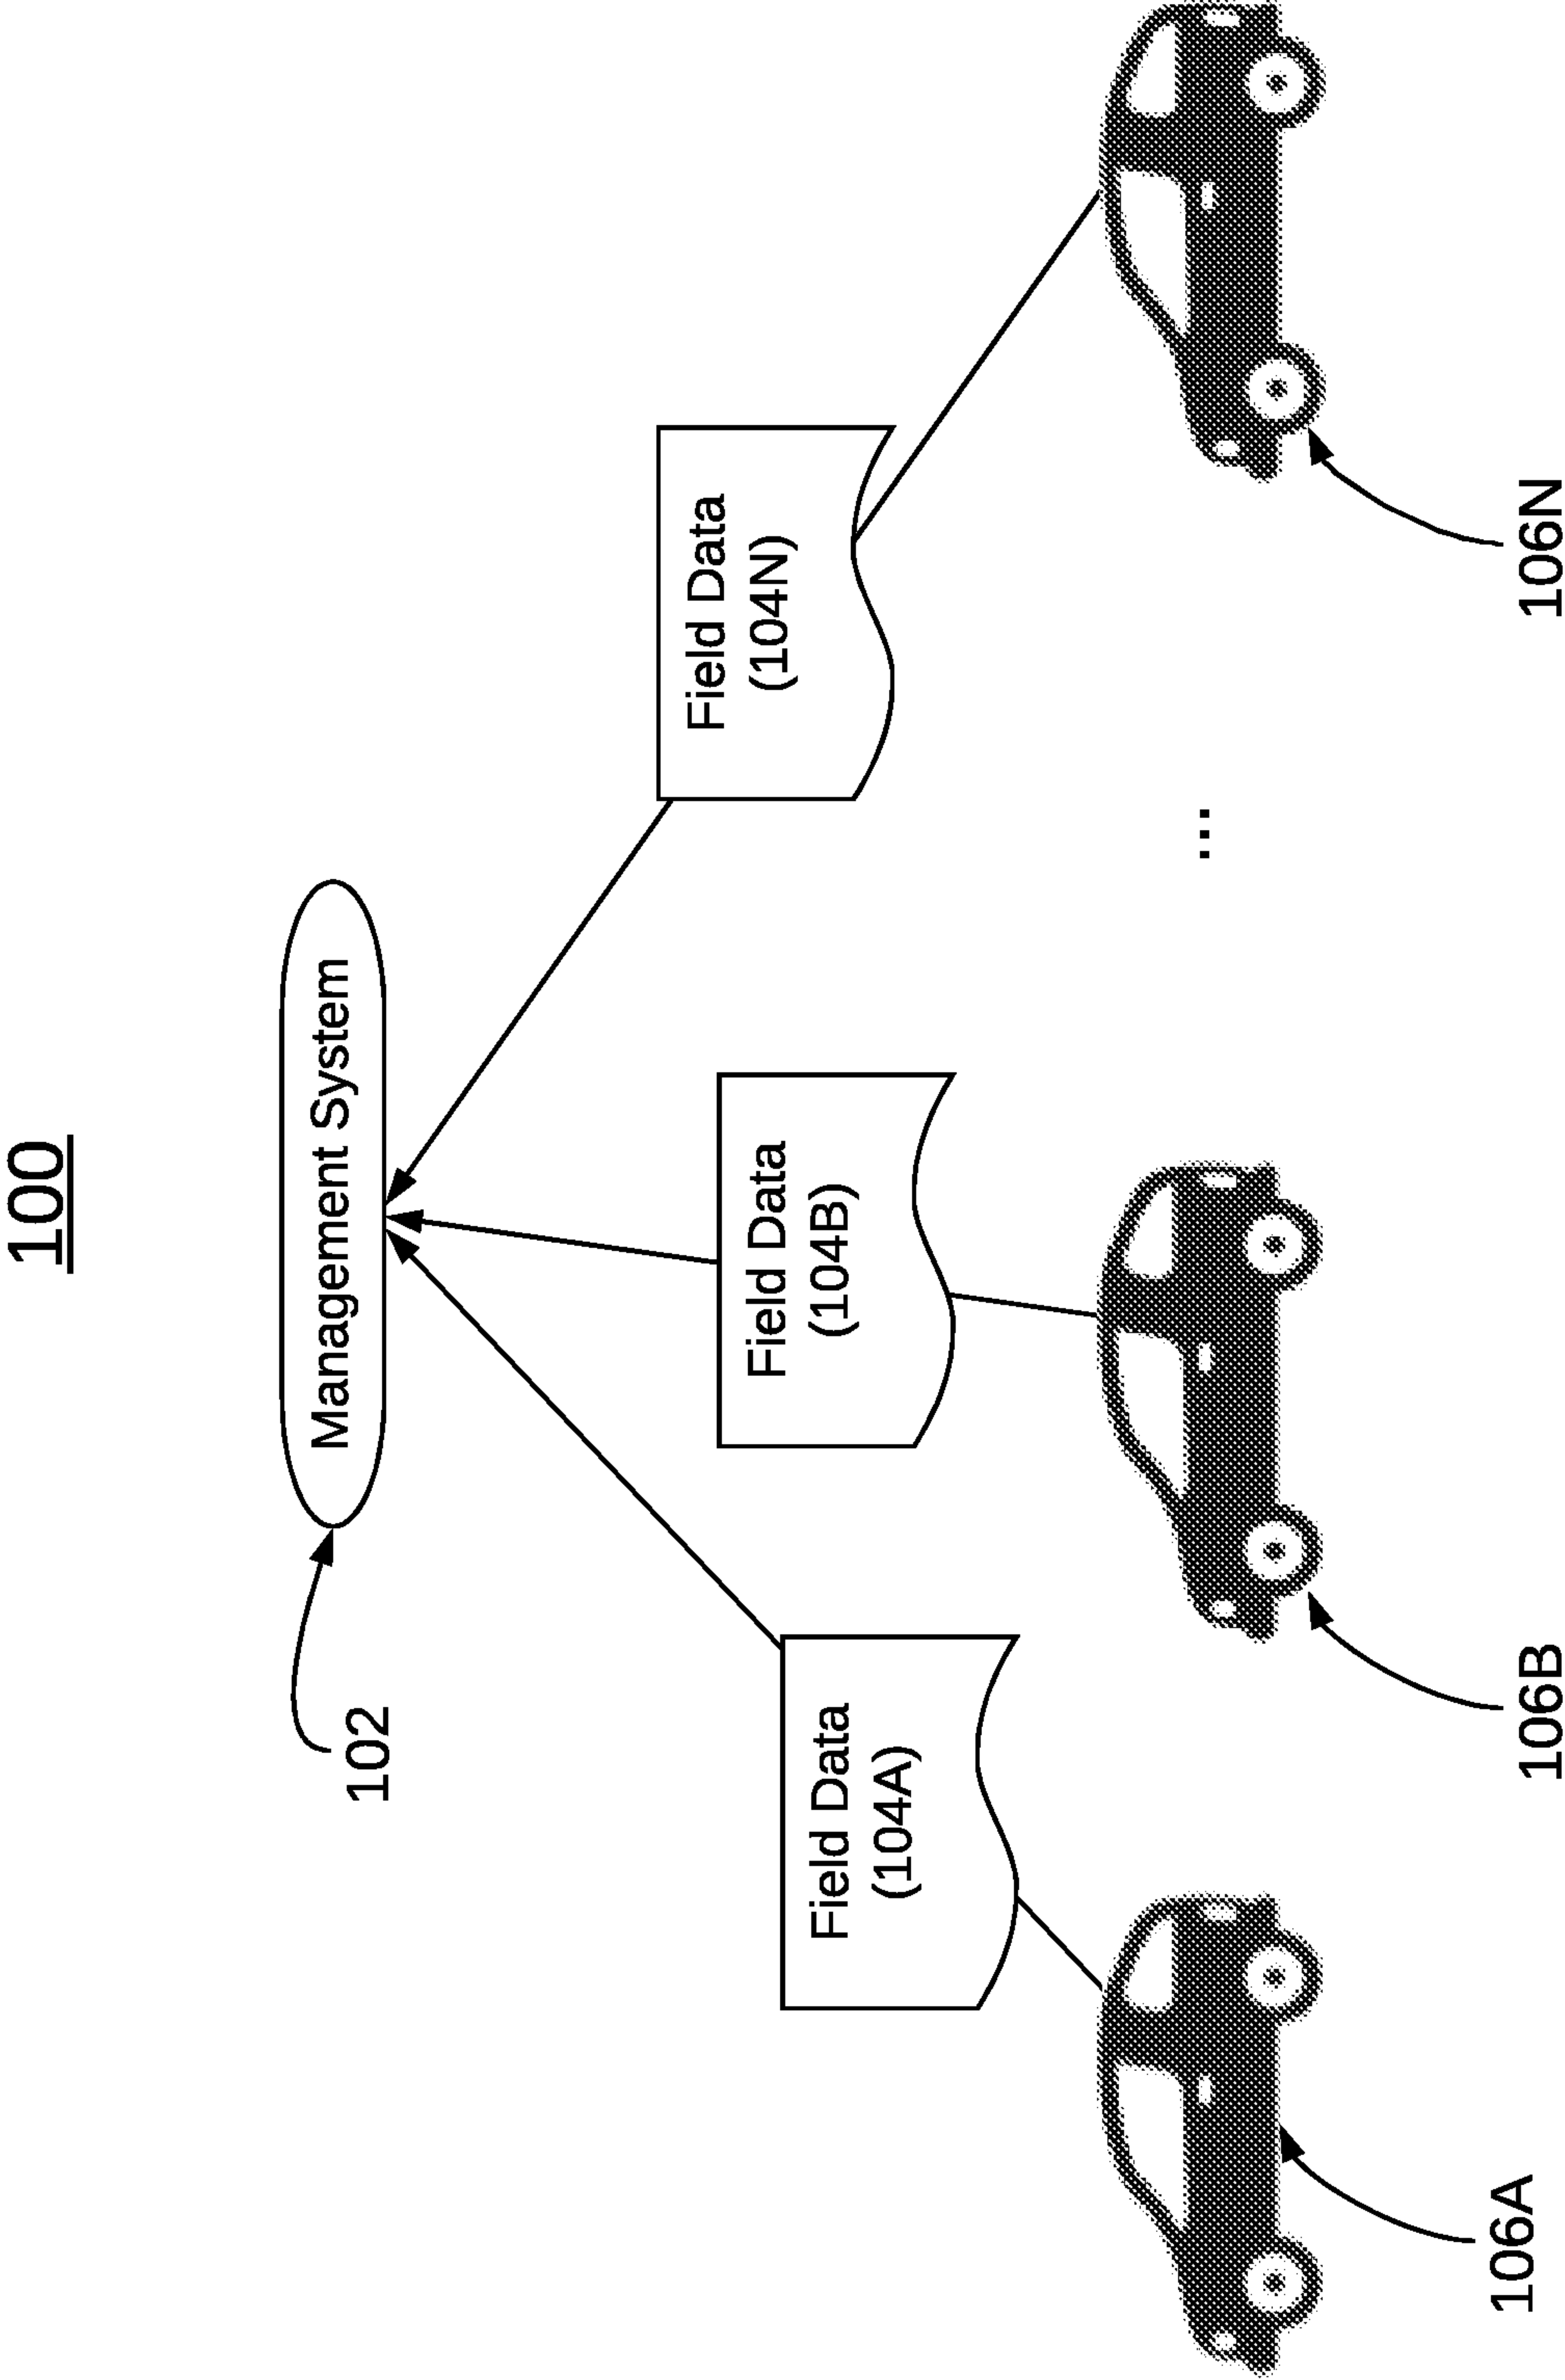 100
102
Management System
Field Data
(104A)
Field Data
(104B)
Field Data
(104N)
...
106A
106B
106N